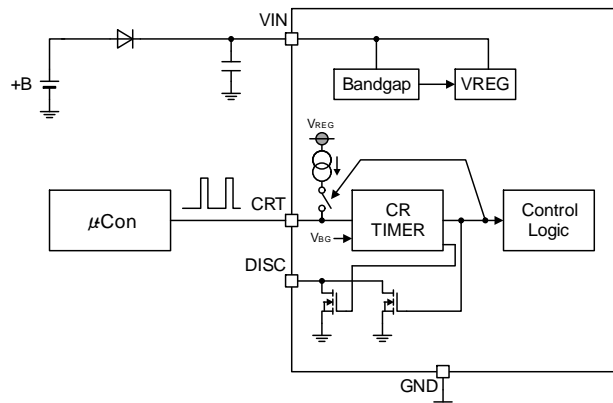 VIN
+B
Bandgap
VREG
VREG
μCon
CRT
CR
TIMER
Control
Logic
VBG
DISC
GND